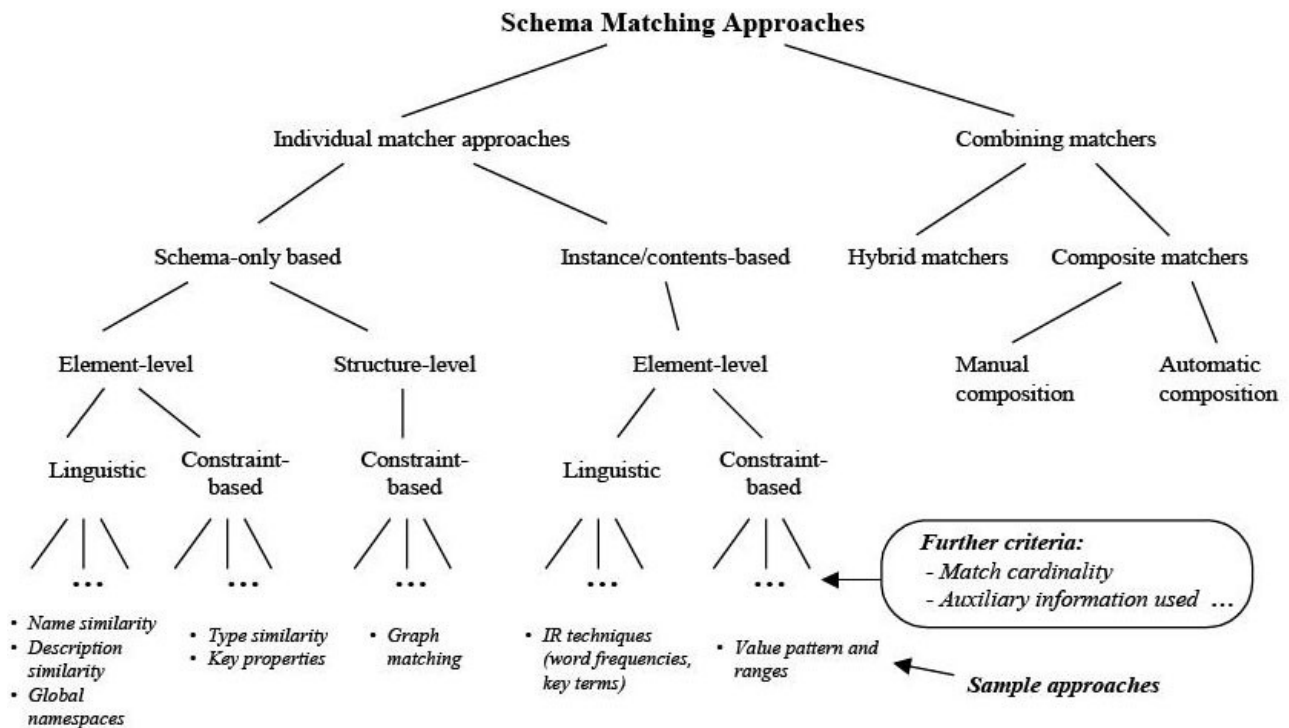 Schema Matching Approaches
Individual matcher approaches
Combining matchers
Schema-only based
Instance/contents-based
Hybrid matchers
Composite matchers
Element-level
Structure-level
Element-level
Manual
composition
Automatic
composition
Linguistic
Constraint-
based
Constraint-
based
Linguistic
Constraint-
based
Further criteria:
- Match cardinality
- Auxiliary information used ...
...
...
...
...
...
• Name similarity
• Description
similarity
• Global
namespaces
• Type similarity
• Key properties
• Graph
matching
• IR techniques
(word frequencies,
key terms)
• Value pattern and
ranges
Sample approaches